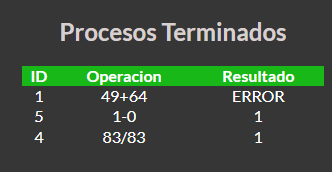 Procesos Terminados
ID Operacion Resultado
1 49+64 ERROR
5 1-0 1
4 83/83 1